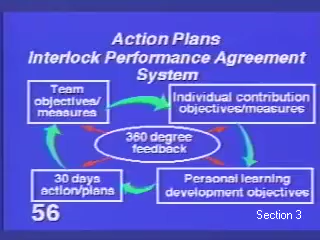 Action Plans
Interlock Performance Agreement
System
Team
objectives/
measures
Individual contribution
objectives/measures
360 degree
feedback
30 days
action/plans
Personal learning
development objectives
56
Section 3